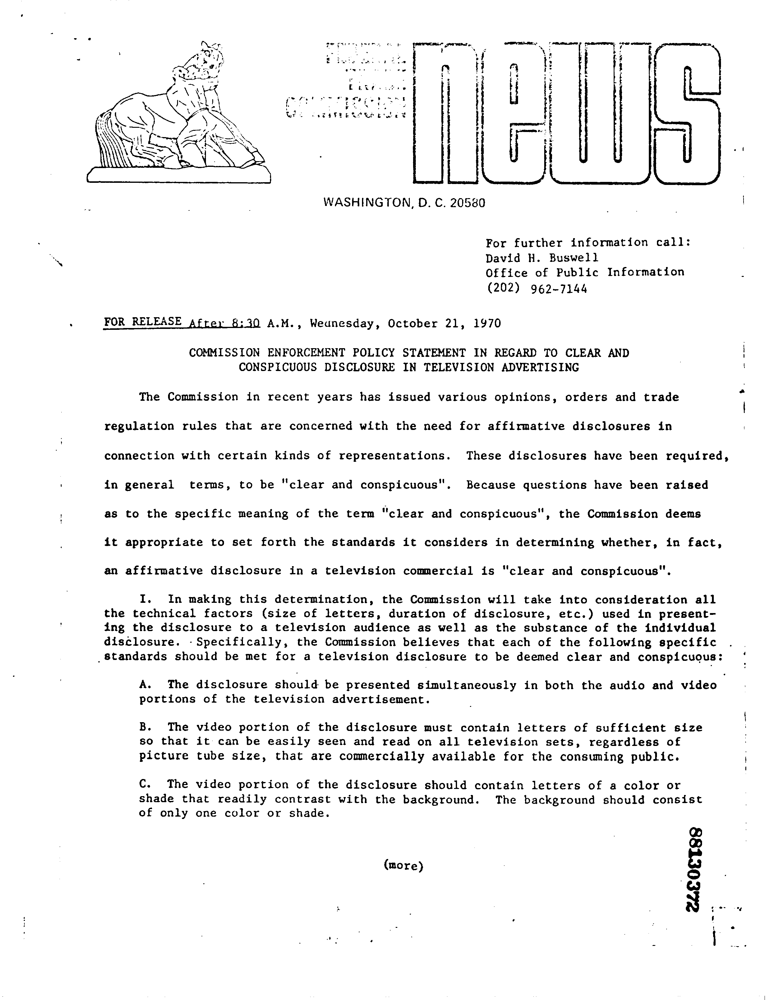 COMMISSION
news
WASHINGTON, D. C. 20580
For further information call:
David H. Buswell
Office of Public Information
(202) 962-7144
FOR RELEASE After 8:30 A.M., Wednesday, October 21, 1970
COMMISSION ENFORCEMENT POLICY STATEMENT IN REGARD TO CLEAR AND
CONSPICUOUS DISCLOSURE IN TELEVISION ADVERTISING
The Commission in recent years has issued various opinions, orders and trade
regulation rules that are concerned with the need for affirmative disclosures in
connection with certain kinds of representations. These disclosures have been required,
in general terms, to be "clear and conspicuous". Because questions have been raised
as to the specific meaning of the term "clear and conspicuous", the Commission deems
it appropriate to set forth the standards it considers in determining whether, in fact,
an affirmative disclosure in a television commercial is "clear and conspicuous".
I. In making this determination, the Commission will take into consideration all
the technical factors (size of letters, duration of disclosure, etc.) used in present-
ing the disclosure to a television audience as well as the substance of the individual
disclosure. Specifically, the Commission believes that each of the following specific
standards should be met for a television disclosure to be deemed clear and conspicuous:
A. The disclosure should be presented simultaneously in both the audio and video
portions of the television advertisement.
B. The video portion of the disclosure must contain letters of sufficient size
so that it can be easily seen and read on all television sets, regardless of
picture tube size, that are commercially available for the consuming public.
C. The video portion of the disclosure should contain letters of a color or
shade that readily contrast with the background. The background should consist
of only one color or shade.
(more)
88130372